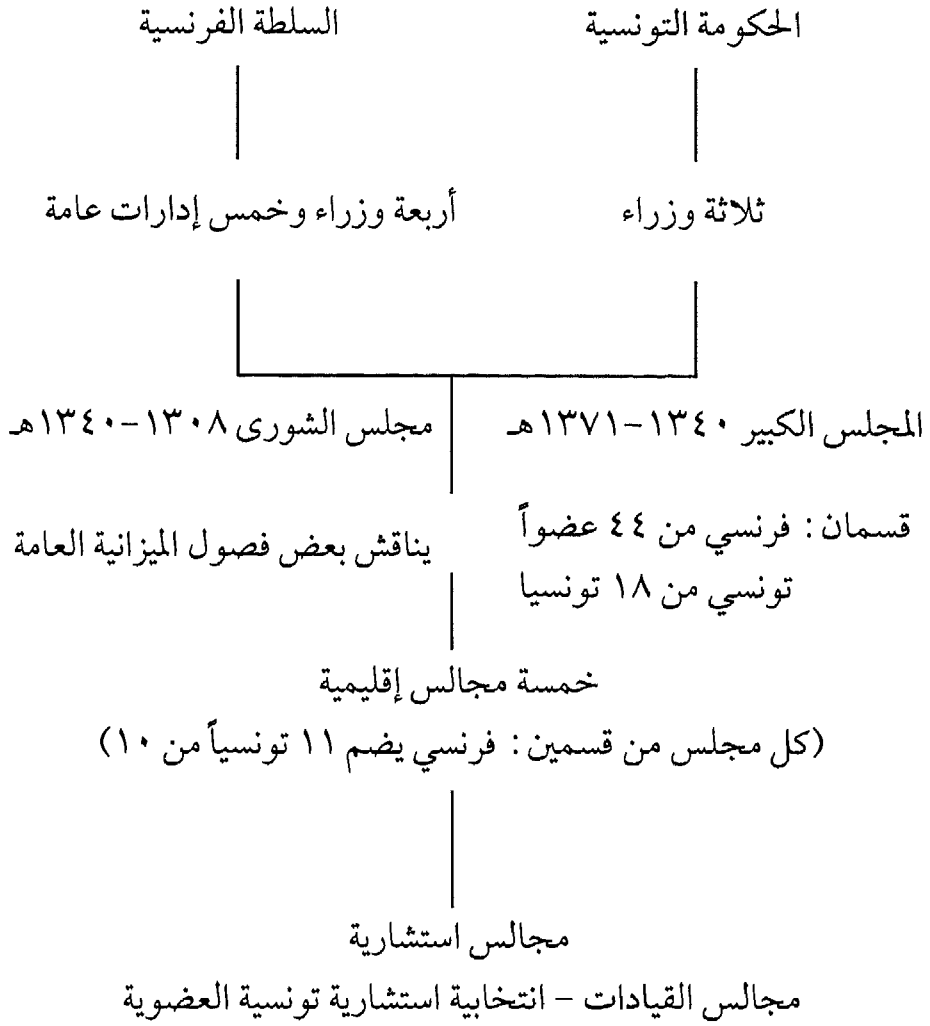 الحكومة التونسية
السلطة الفرنسية
ثلاثة وزراء
أربعة وزراء وخمس إدارات عامة
المجلس الكبير ١٣٤٠-١٣٧١هـ
مجلس الشورى ١٣٠٨-١٣٤٠هـ
قسمان: فرنسي من ٤٤ عضواً
تونسي من ١٨ تونسيا
يناقش بعض فصول الميزانية العامة
خمسة مجالس إقليمية
(كل مجلس من قسمين: فرنسي يضم ١١ تونسياً من ١٠)
مجالس استشارية
مجالس القيادات - انتخابية استشارية تونسية العضوية